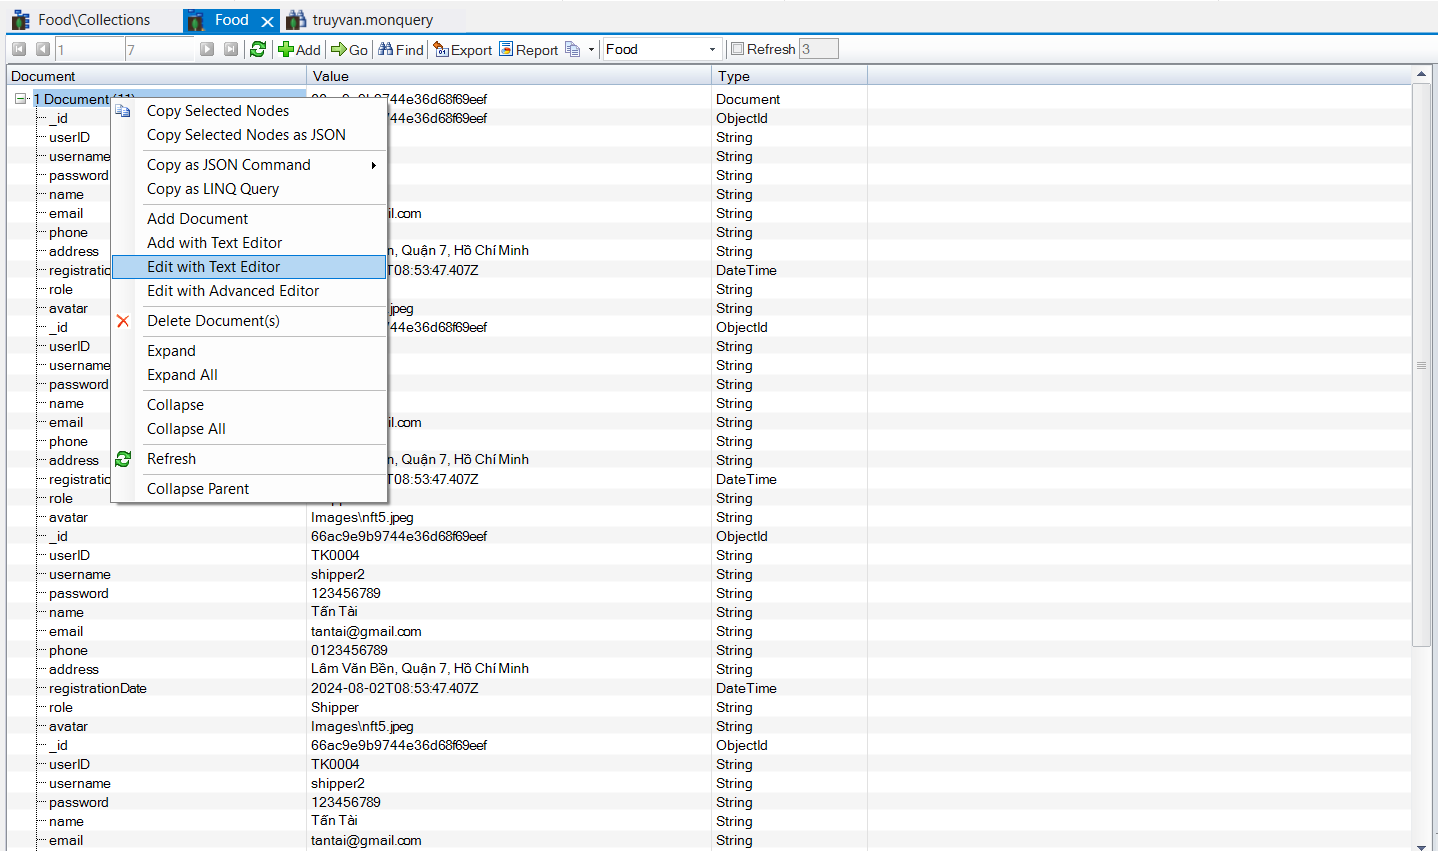 Food\Collections Food truyvan.monquery
1 7 Add Go Find Export Report Food Refresh 3
Document Value Type
1 Document (11) 9744e36d68f69eef Document
_id 9744e36d68f69eef ObjectId
userID String
username String
password String
name String
email il.com String
phone String
address n, Quận 7, Hồ Chí Minh String
registratio T08:53:47.407Z DateTime
role String
avatar .jpeg String
_id 44e36d68f69eef ObjectId
userID String
username String
password String
name String
email il.com String
phone String
address n, Quận 7, Hồ Chí Minh String
registratio T08:53:47.407Z DateTime
role String
avatar Images\nft5.jpeg String
_id 66ac9e9b9744e36d68f69eef ObjectId
userID TK0004 String
username shipper2 String
password 123456789 String
name Tấn Tài String
email tantai@gmail.com String
phone 0123456789 String
address Lâm Văn Bền, Quận 7, Hồ Chí Minh String
registrationDate 2024-08-02T08:53:47.407Z DateTime
role Shipper String
avatar Images\nft5.jpeg String
_id 66ac9e9b9744e36d68f69eef ObjectId
userID TK0004 String
username shipper2 String
password 123456789 String
name Tấn Tài String
email tantai@gmail.com String
Copy Selected Nodes
Copy Selected Nodes as JSON
Copy as JSON Command
Copy as LINQ Query
Add Document
Add with Text Editor
Edit with Text Editor
Edit with Advanced Editor
Delete Document(s)
Expand
Expand All
Collapse
Collapse All
Refresh
Collapse Parent